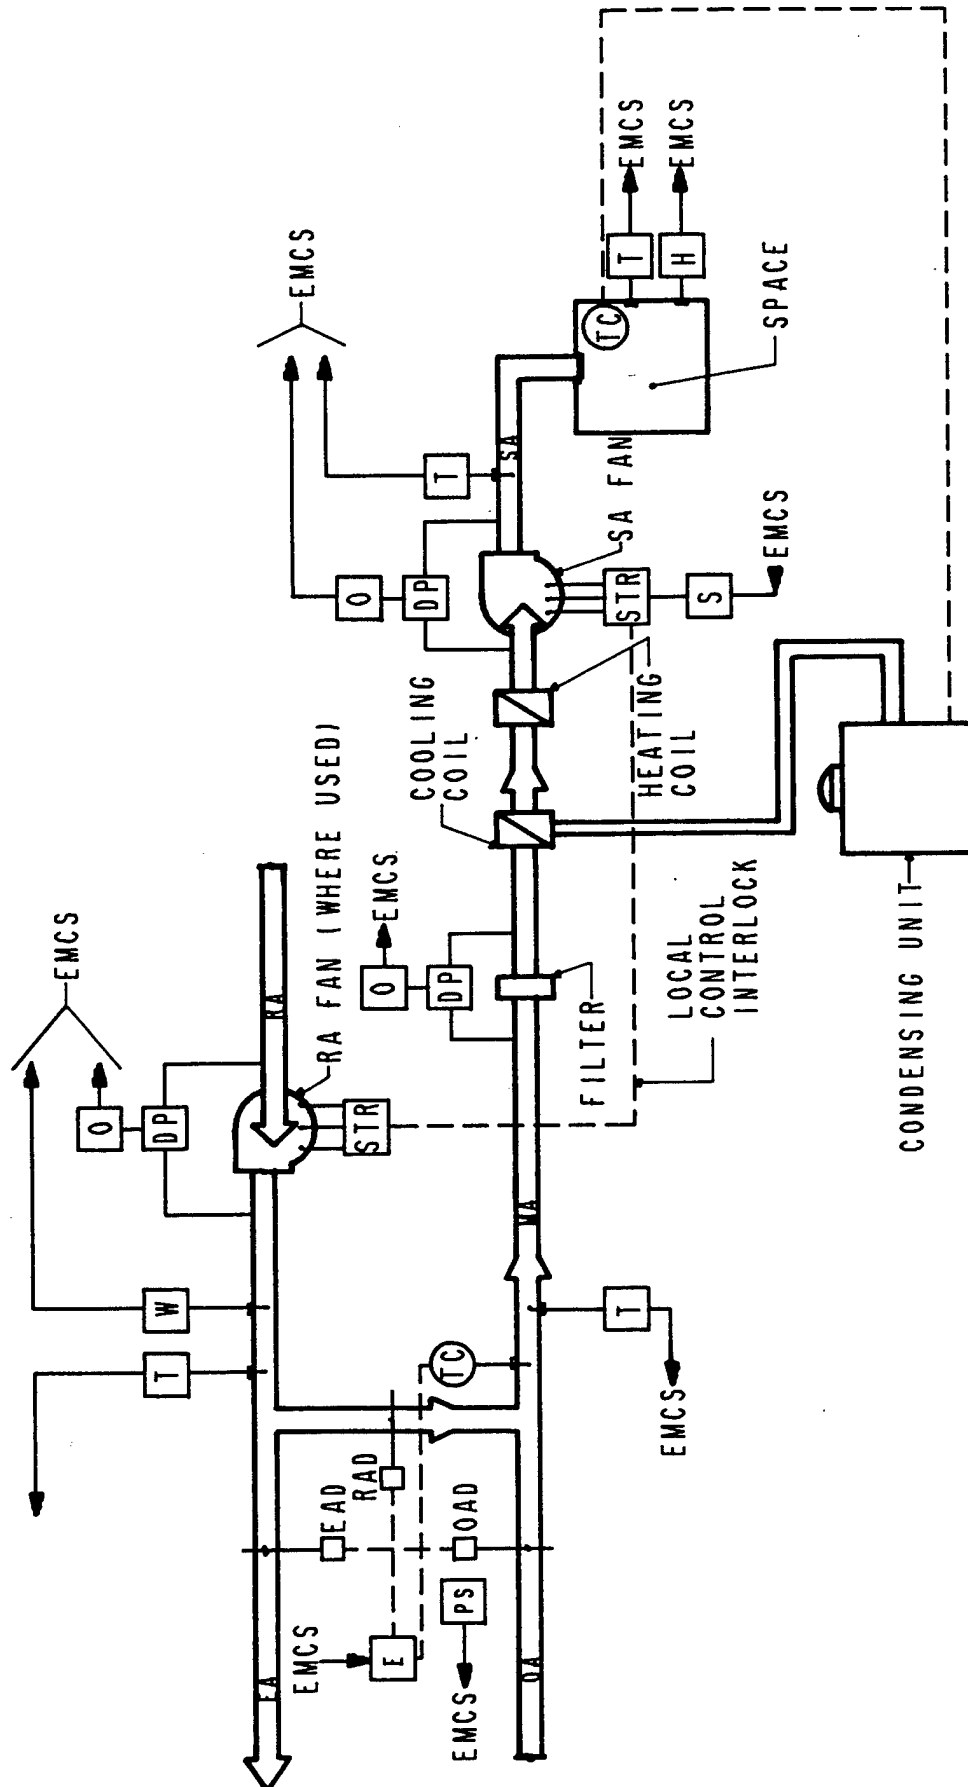 EMCS
O
DP
W
T
RA
RA FAN (WHERE USED)
STR
EA
EMCS
E
EAD
RAD
OAD
PS
EMCS
TC
OA
MA
T
EMCS
O
EMCS
DP
FILTER
LOCAL
CONTROL
INTERLOCK
COOLING
COIL
HEATING
COIL
EMCS
O
DP
T
SA
SA FAN
STR
S
EMCS
TC
T
EMCS
H
EMCS
SPACE
CONDENSING UNIT